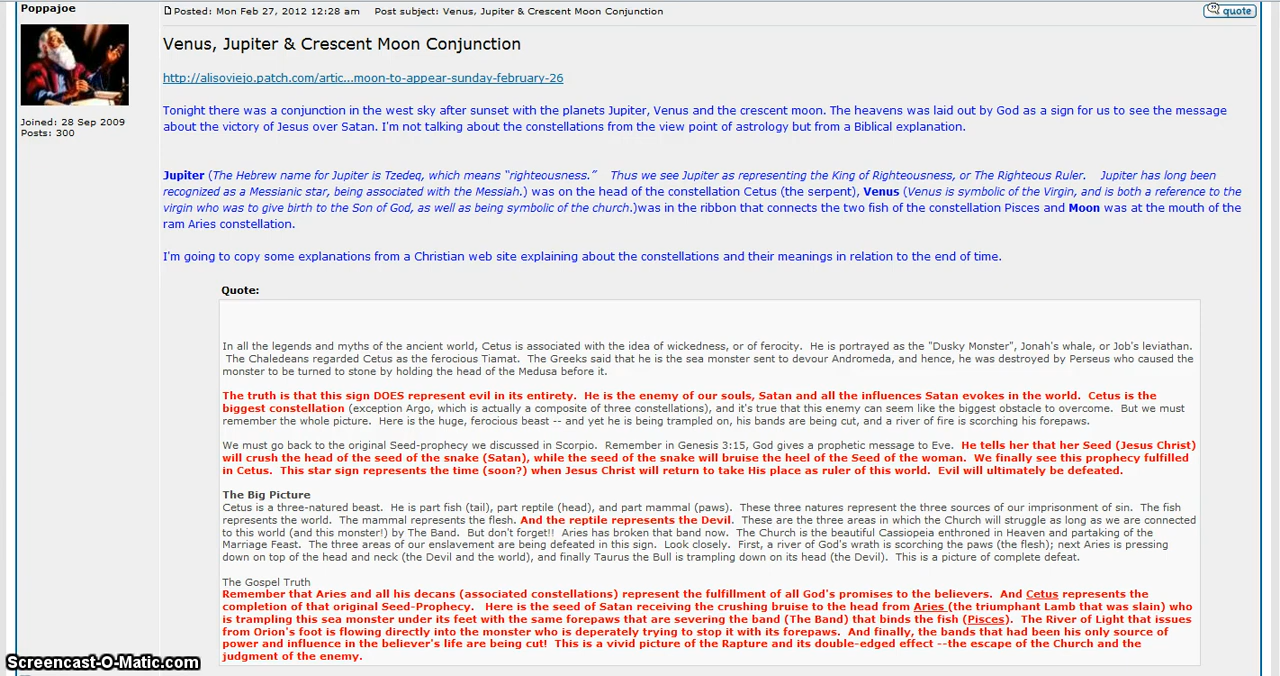 Poppajoe
Posted: Mon Feb 27, 2012 12:28 am Post subject: Venus, Jupiter & Crescent Moon Conjunction
quote
Venus, Jupiter & Crescent Moon Conjunction
http://alisoviejo.patch.com/artic...moon-to-appear-sunday-february-26
Joined: 28 Sep 2009
Posts: 300
Tonight there was a conjunction in the west sky after sunset with the planets Jupiter, Venus and the crescent moon. The heavens was laid out by God as a sign for us to see the message
about the victory of Jesus over Satan. I'm not talking about the constellations from the view point of astrology but from a Biblical explanation.
Jupiter (The Hebrew name for Jupiter is Tzedeq, which means "righteousness." Thus we see Jupiter as representing the King of Righteousness, or The Righteous Ruler. Jupiter has long been
recognized as a Messianic star, being associated with the Messiah.) was on the head of the constellation Cetus (the serpent), Venus (Venus is symbolic of the Virgin, and is both a reference to the
virgin who was to give birth to the Son of God, as well as being symbolic of the church.)was in the ribbon that connects the two fish of the constellation Pisces and Moon was at the mouth of the
ram Aries constellation.
I'm going to copy some explanations from a Christian web site explaining about the constellations and their meanings in relation to the end of time.
Quote:
In all the legends and myths of the ancient world, Cetus is associated with the idea of wickedness, or of ferocity. He is portrayed as the "Dusky Monster", Jonah's whale, or Job's leviathan.
The Chaledeans regarded Cetus as the ferocious Tiamat. The Greeks said that he is the sea monster sent to devour Andromeda, and hence, he was destroyed by Perseus who caused the
monster to be turned to stone by holding the head of the Medusa before it.
The truth is that this sign DOES represent evil in its entirety. He is the enemy of our souls, Satan and all the influences Satan evokes in the world. Cetus is the
biggest constellation (exception Argo, which is actually a composite of three constellations), and it's true that this enemy can seem like the biggest obstacle to overcome. But we must
remember the whole picture. Here is the huge, ferocious beast -- and yet he is being trampled on, his bands are being cut, and a river of fire is scorching his forepaws.
We must go back to the original Seed-prophecy we discussed in Scorpio. Remember in Genesis 3:15, God gives a prophetic message to Eve. He tells her that her Seed (Jesus Christ)
will crush the head of the seed of the snake (Satan), while the seed of the snake will bruise the heel of the Seed of the woman. We finally see this prophecy fulfilled
in Cetus. This star sign represents the time (soon?) when Jesus Christ will return to take His place as ruler of this world. Evil will ultimately be defeated.
The Big Picture
Cetus is a three-natured beast. He is part fish (tail), part reptile (head), and part mammal (paws). These three natures represent the three sources of our imprisonment of sin. The fish
represents the world. The mammal represents the flesh. And the reptile represents the Devil. These are the three areas in which the Church will struggle as long as we are connected
to this world (and this monster!) by The Band. But don't forget!! Aries has broken that band now. The Church is the beautiful Cassiopeia enthroned in Heaven and partaking of the
Marriage Feast. The three areas of our enslavement are being defeated in this sign. Look closely. First, a river of God's wrath is scorching the paws (the flesh); next Aries is pressing
down on top of the head and neck (the Devil and the world), and finally Taurus the Bull is trampling down on its head (the Devil). This is a picture of complete defeat.
The Gospel Truth
Remember that Aries and all his decans (associated constellations) represent the fulfillment of all God's promises to the believers. And Cetus represents the
completion of that original Seed-Prophecy. Here is the seed of Satan receiving the crushing bruise to the head from Aries (the triumphant Lamb that was slain) who
is trampling this sea monster under its feet with the same forepaws that are severing the band (The Band) that binds the fish (Pisces). The River of Light that issues
from Orion's foot is flowing directly into the monster who is deperately trying to stop it with its forepaws. And finally, the bands that had been his only source of
power and influence in the believer's life are being cut! This is a vivid picture of the Rapture and its double-edged effect --the escape of the Church and the
judgment of the enemy.
Screencast-O-Matic.com